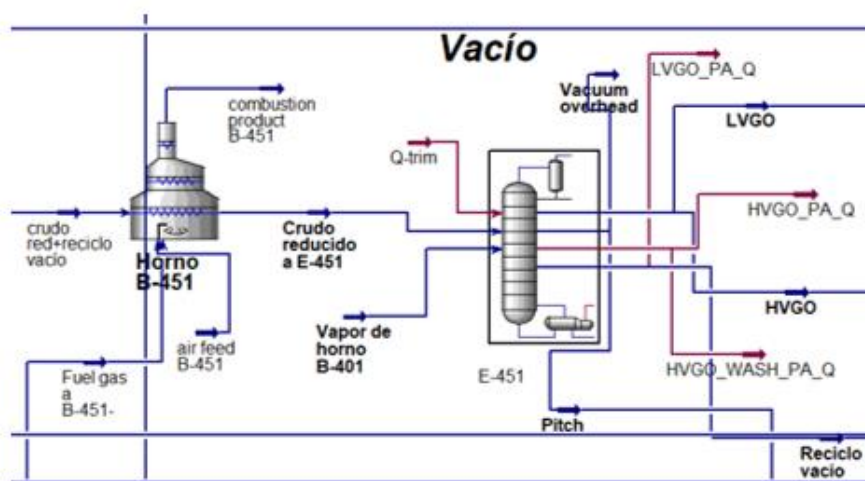 Vacío
combustion
product
B-451
Q-trim
Vacuum
overhead
LVGO_PA_Q
LVGO
HVGO_PA_Q
crudo
red+reciclo
vacío
Horno
B-451
Crudo
reducido
a E-451
HVGO
Vapor de
horno
B-401
air feed
B-451
Fuel gas
a
B-451-
E-451
HVGO_WASH_PA_Q
Pitch
Reciclo
vacío